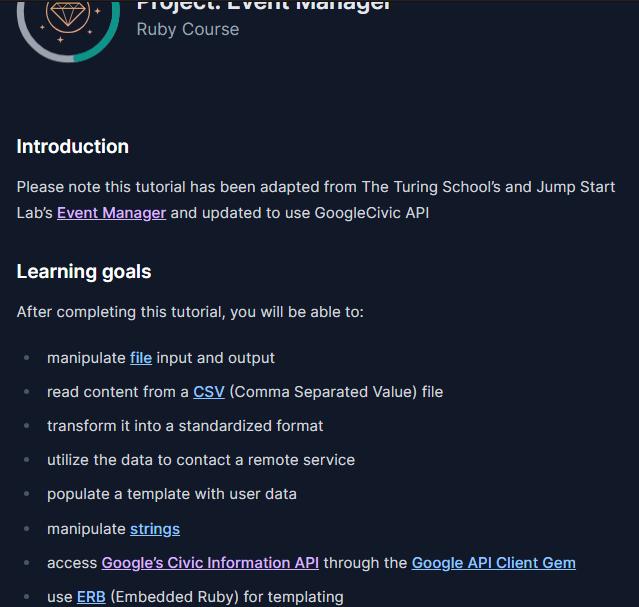 Project: Event Manager
Ruby Course
Introduction
Please note this tutorial has been adapted from The Turing School’s and Jump Start
Lab’s Event Manager and updated to use GoogleCivic API
Learning goals
After completing this tutorial, you will be able to:
manipulate file input and output
read content from a CSV (Comma Separated Value) file
transform it into a standardized format
utilize the data to contact a remote service
populate a template with user data
manipulate strings
access Google’s Civic Information API through the Google API Client Gem
use ERB (Embedded Ruby) for templating